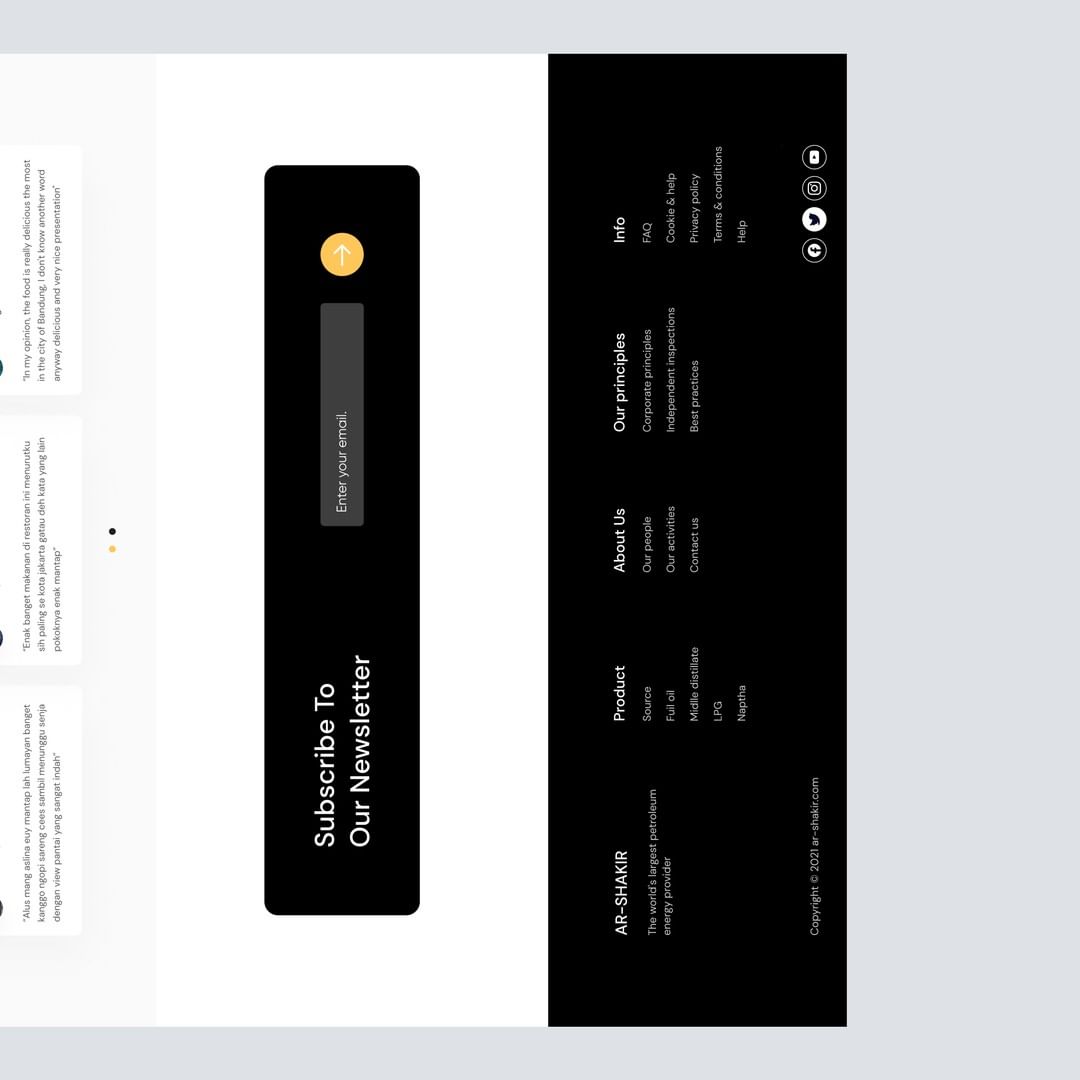 “Alus mang aslina euy mantap lah lumayan banget
kanggo ngopi sareng cees sambil menunggu senja
dengan view pantai yang sangat indah”
“Enak banget makanan di restoran ini menurutku
sih paling se kota jakarta gatau deh kata yang lain
pokoknya enak mantap”
“In my opinion, the food is really delicious the most
in the city of Bandung, I don't know another word
anyway delicious and very nice presentation"
Subscribe To
Our Newsletter
Enter your email.
AR-SHAKIR
The world's largest petroleum
energy provider
Product
Source
Fuil oil
Midlle distillate
LPG
Naptha
About Us
Our people
Our activities
Contact us
Our principles
Corporate principles
Independent inspections
Best practices
Info
FAQ
Cookie & help
Privacy policy
Terms & conditions
Help
Copyright © 2021 ar-shakir.com